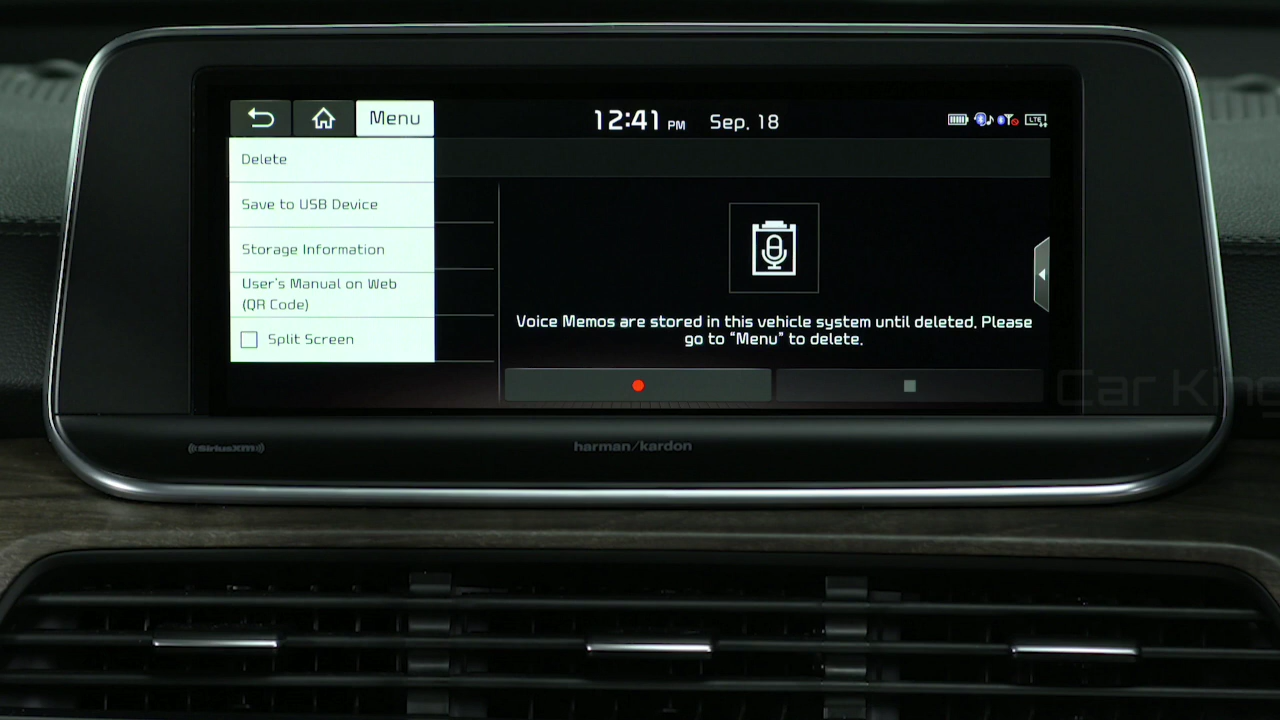 Menu
12:41 PM Sep. 18
LTE
Delete
Save to USB Device
Storage Information
User's Manual on Web
(QR Code)
Split Screen
Voice Memos are stored in this vehicle system until deleted. Please
go to “Menu” to delete.
Car King
((SiriusXM))
harman/kardon